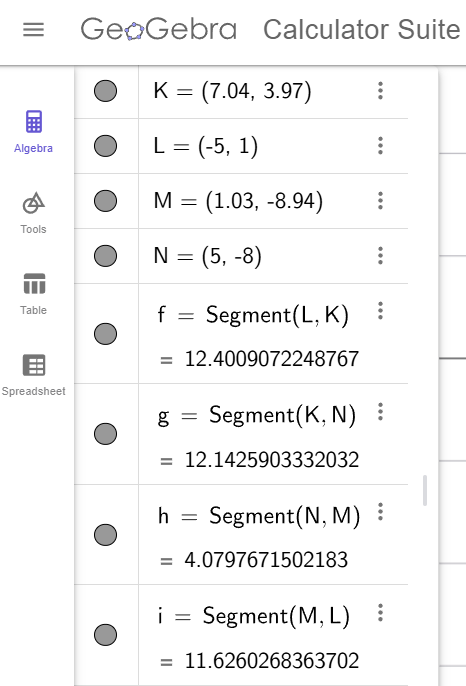 GeoGebra Calculator Suite
K = (7.04, 3.97)
L = (-5, 1)
Algebra
M = (1.03, -8.94)
Tools
N = (5, -8)
Table
f = Segment(L, K)
= 12.4009072248767
Spreadsheet
g = Segment(K, N)
= 12.1425903332032
h = Segment(N, M)
= 4.0797671502183
i = Segment(M, L)
= 11.6260268363702